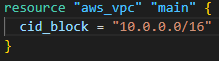 resource "aws_vpc" "main" {
  cid_block = "10.0.0.0/16"
}